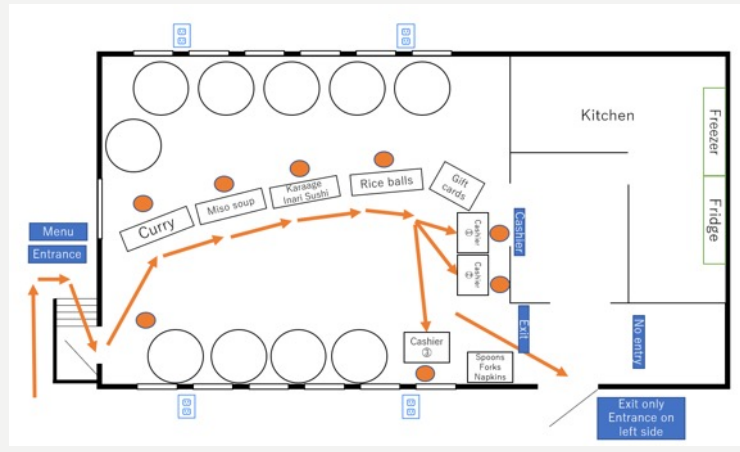 Menu
Entrance
Curry
Miso soup
Karaage
Inari Sushi
Rice balls
Gift
cards
Cashier
①
Cashier
②
Cashier
Cashier
③
Spoons
Forks
Napkins
Exit
Kitchen
Freezer
Fridge
No entry
Exit only
Entrance on
left side